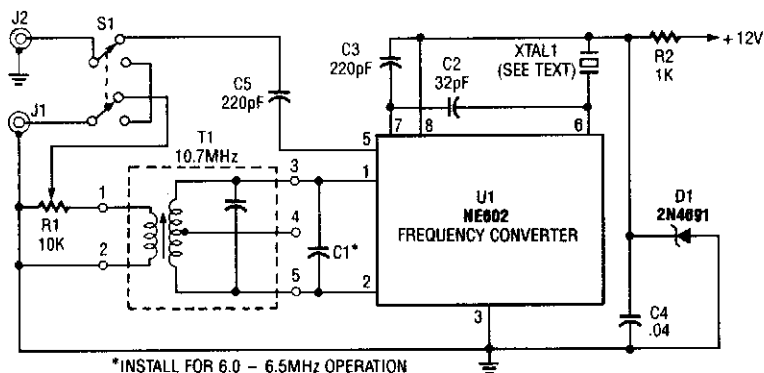 J2
S1
J1
C5
220pF
C3
220pF
C2
32pF
XTAL1
(SEE TEXT)
R2
1K
+12V
T1
10.7MHz
7
8
6
5
1
2
3
U1
NE602
FREQUENCY CONVERTER
D1
2N4691
C4
.04
R1
10K
1
2
3
4
5
C1*
*INSTALL FOR 6.0 – 6.5MHz OPERATION